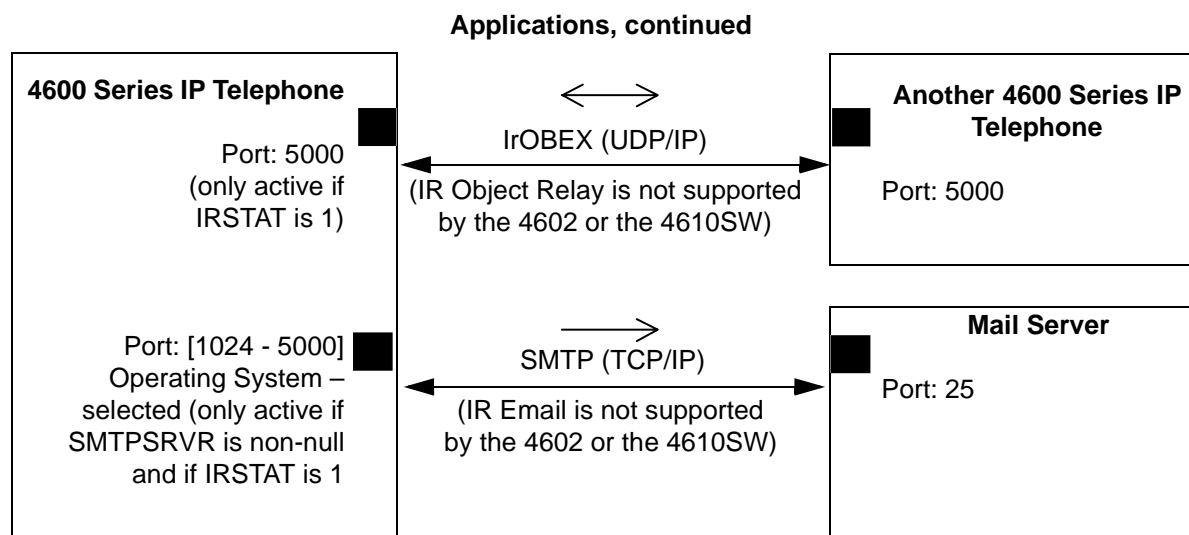 Applications, continued
4600 Series IP Telephone
Port: 5000
(only active if
IRSTAT is 1)
IrOBEX (UDP/IP)
(IR Object Relay is not supported
by the 4602 or the 4610SW)
Another 4600 Series IP
Telephone
Port: 5000
Port: [1024 - 5000]
Operating System –
selected (only active if
SMTPSRVR is non-null
and if IRSTAT is 1
SMTP (TCP/IP)
(IR Email is not supported
by the 4602 or the 4610SW)
Mail Server
Port: 25